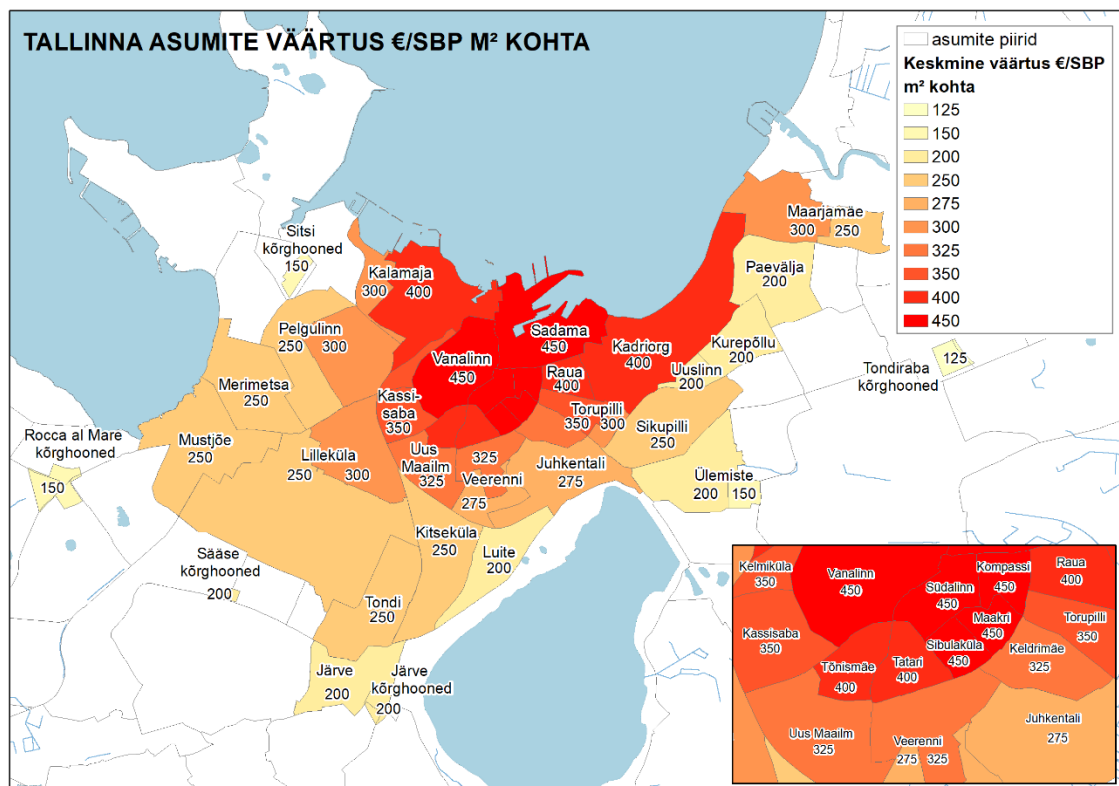 TALLINNA ASUMITE VÄÄRTUS €/SBP M² KOHTA
asumite piirid
Keskmine väärtus €/SBP
m² kohta
125
150
200
250
275
300
325
350
400
450
Maarjamäe
300
250
Sitsi
kõrghooned
150
Kalamaja
300
400
Paevälja
200
Pelgulinn
250
300
Sadama
450
Kadriorg
400
Kurepõllu
200
Vanalinn
450
Raua
400
Uuslinn
200
Tondiraba
kõrghooned
125
Merimetsa
250
Kassi-
saba
350
Torupilli
350
300
Sikupilli
250
Rocca al Mare
kõrghooned
150
Mustjõe
250
Lilleküla
250
300
Uus
Maailm
325
325
Veerenni
275
Juhkentali
275
Ülemiste
200
150
Kitseküla
250
Luite
200
Sääse
kõrghooned
200
Tondi
250
Järve
200
Järve
kõrghooned
200
Kelmiküla
350
Vanalinn
450
Kompassi
450
Raua
400
Südalinn
450
Kassisaba
350
Maakri
450
Torupilli
350
Sibulaküla
450
Keldrimäe
325
Tõnismäe
400
Tatari
400
Uus Maailm
325
Veerenni
275
325
Juhkentali
275